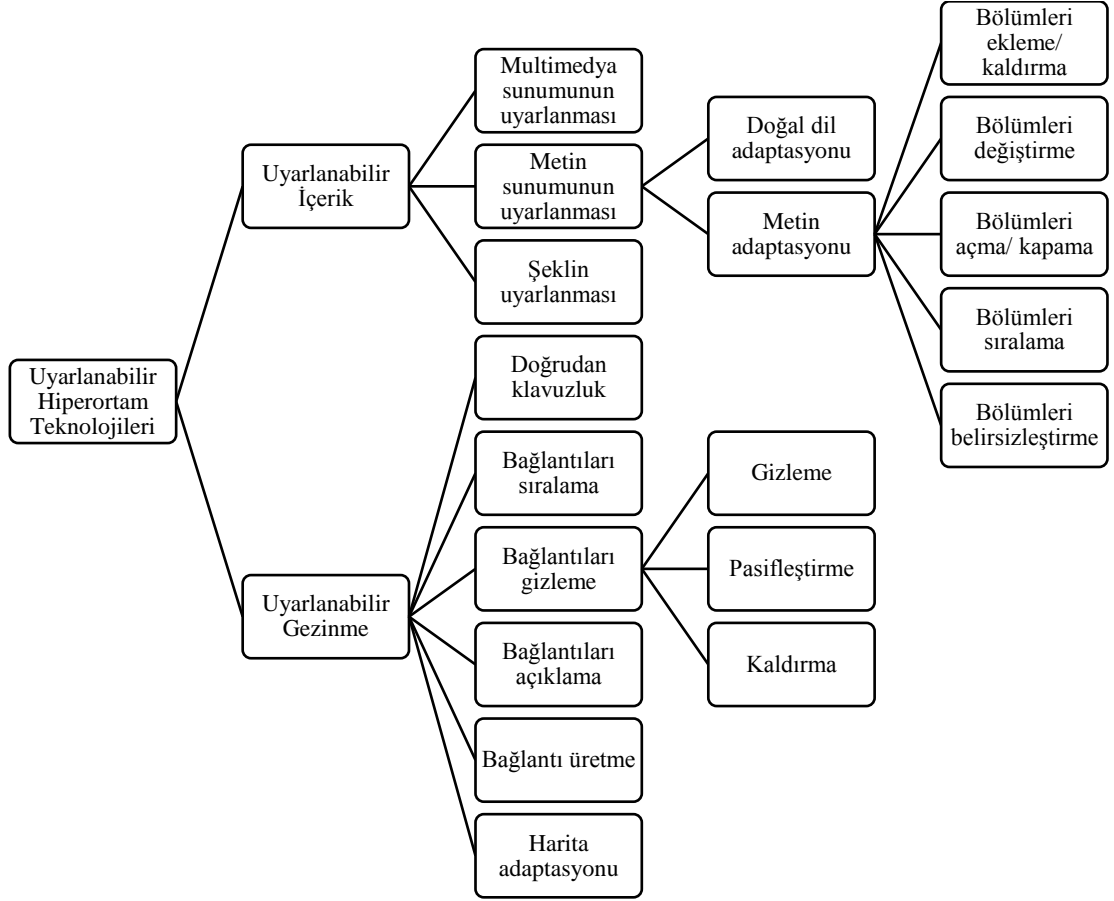 Uyarlanabilir
Hiperortam
Teknolojileri
Uyarlanabilir
İçerik
Multimedya
sunumunun
uyarlanması
Metin
sunumunun
uyarlanması
Doğal dil
adaptasyonu
Metin
adaptasyonu
Bölümleri
ekleme/
kaldırma
Bölümleri
değiştirme
Bölümleri
açma/ kapama
Bölümleri
sıralama
Bölümleri
belirsizleştirme
Şeklin
uyarlanması
Uyarlanabilir
Gezinme
Doğrudan
klavuzluk
Bağlantıları
sıralama
Bağlantıları
gizleme
Gizleme
Pasifleştirme
Kaldırma
Bağlantıları
açıklama
Bağlantı üretme
Harita
adaptasyonu